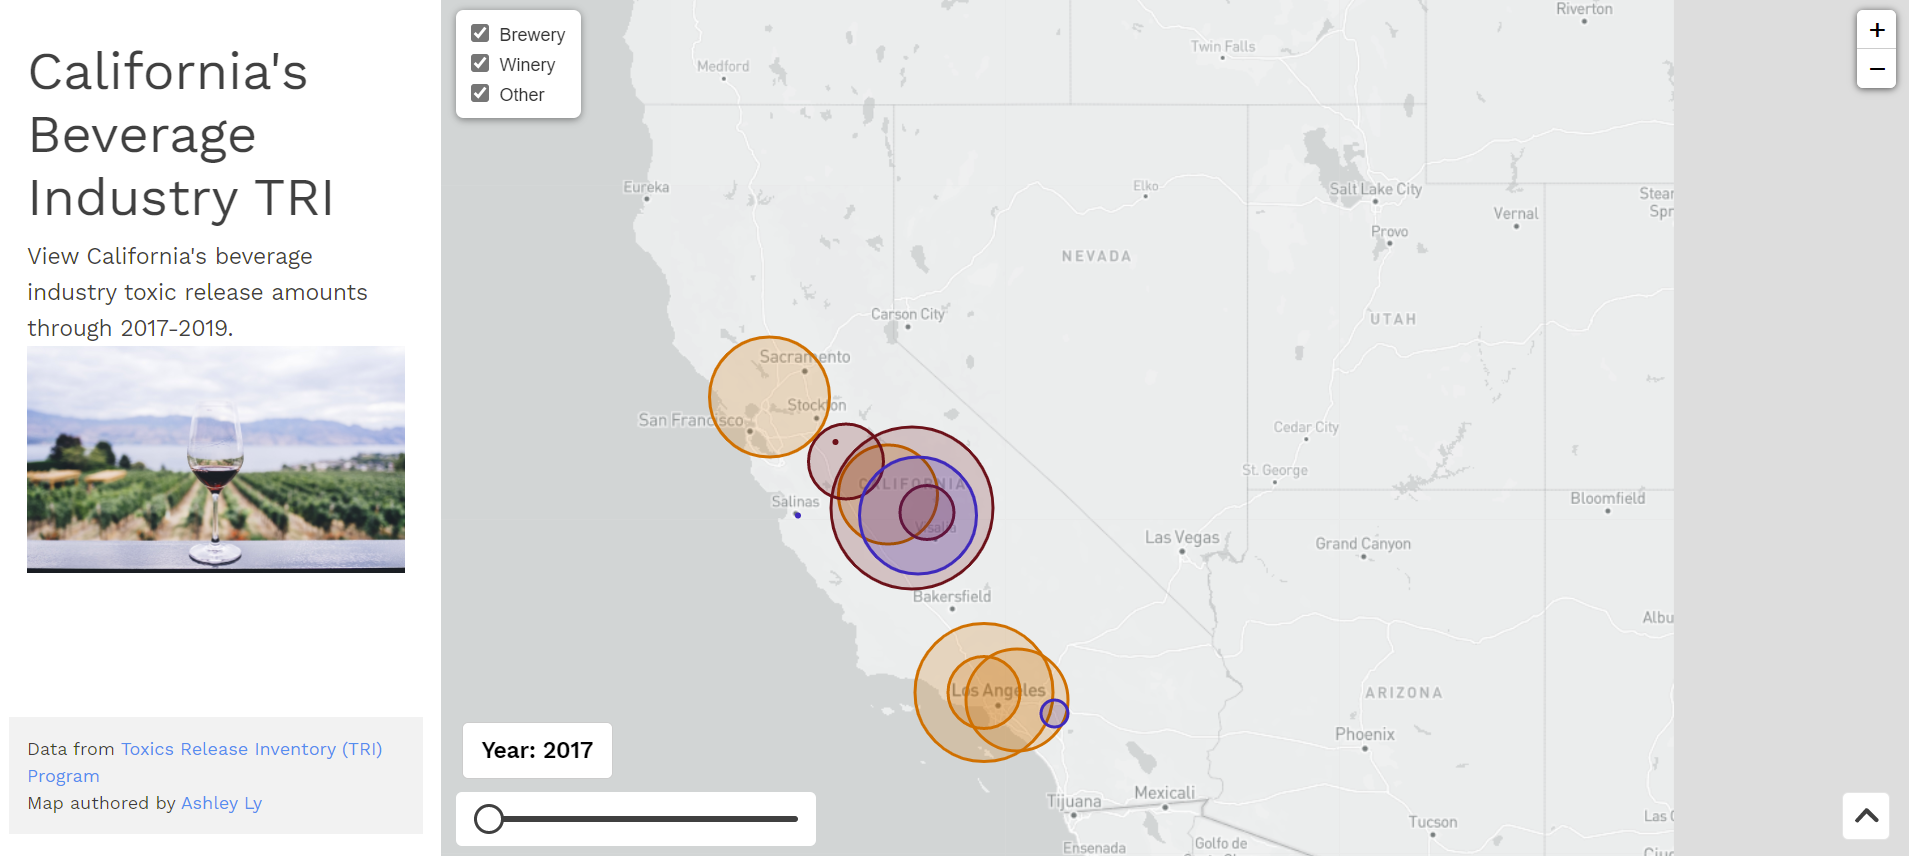 California's
Beverage
Industry TRI
View California's beverage
industry toxic release amounts
through 2017-2019.
Data from Toxics Release Inventory (TRI)
Program
Map authored by Ashley Ly
Brewery
Winery
Other
Year: 2017
+
−
Riverton
Twin Falls
Medford
Eureka
Elko
Salt Lake City
Stear
Spr
Vernal
Provo
NEVADA
Carson City
UTAH
Sacramento
Stockton
San Francisco
Cedar City
St. George
CALIFORNIA
Salinas
Bloomfield
Visalia
Las Vegas
Grand Canyon
Bakersfield
Albu
Los Angeles
ARIZONA
Phoenix
Mexicali
Tijuana
Tucson
Las C
Ensenada
Golfo de